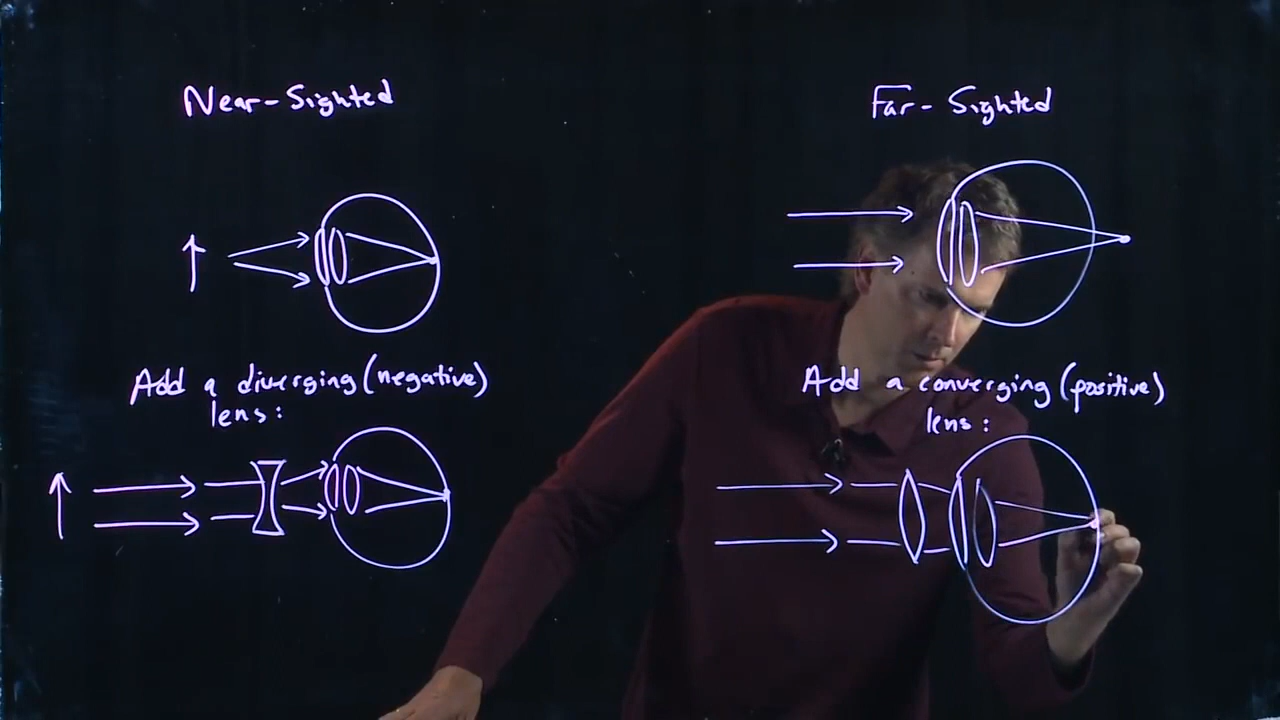 Near-Sighted
Add a diverging (negative)
lens:
Far-Sighted
Add a converging (positive)
lens: